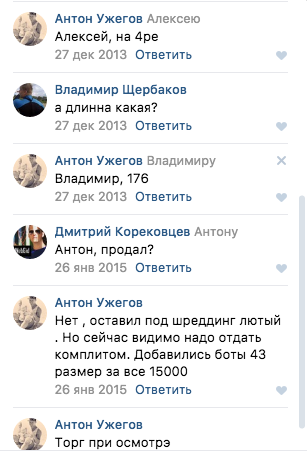 Антон Ужегов Алексею
Алексей, на 4ре
27 дек 2013 Ответить
Владимир Щербаков
а длинна какая?
27 дек 2013 Ответить
Антон Ужегов Владимиру
Владимир, 176
27 дек 2013 Ответить
Дмитрий Корековцев Антону
Антон, продал?
26 янв 2015 Ответить
Антон Ужегов
Нет , оставил под шреддинг лютый
. Но сейчас видимо надо отдать
комплитом. Добавились боты 43
размер за все 15000
26 янв 2015 Ответить
Антон Ужегов
Торг при осмотрэ